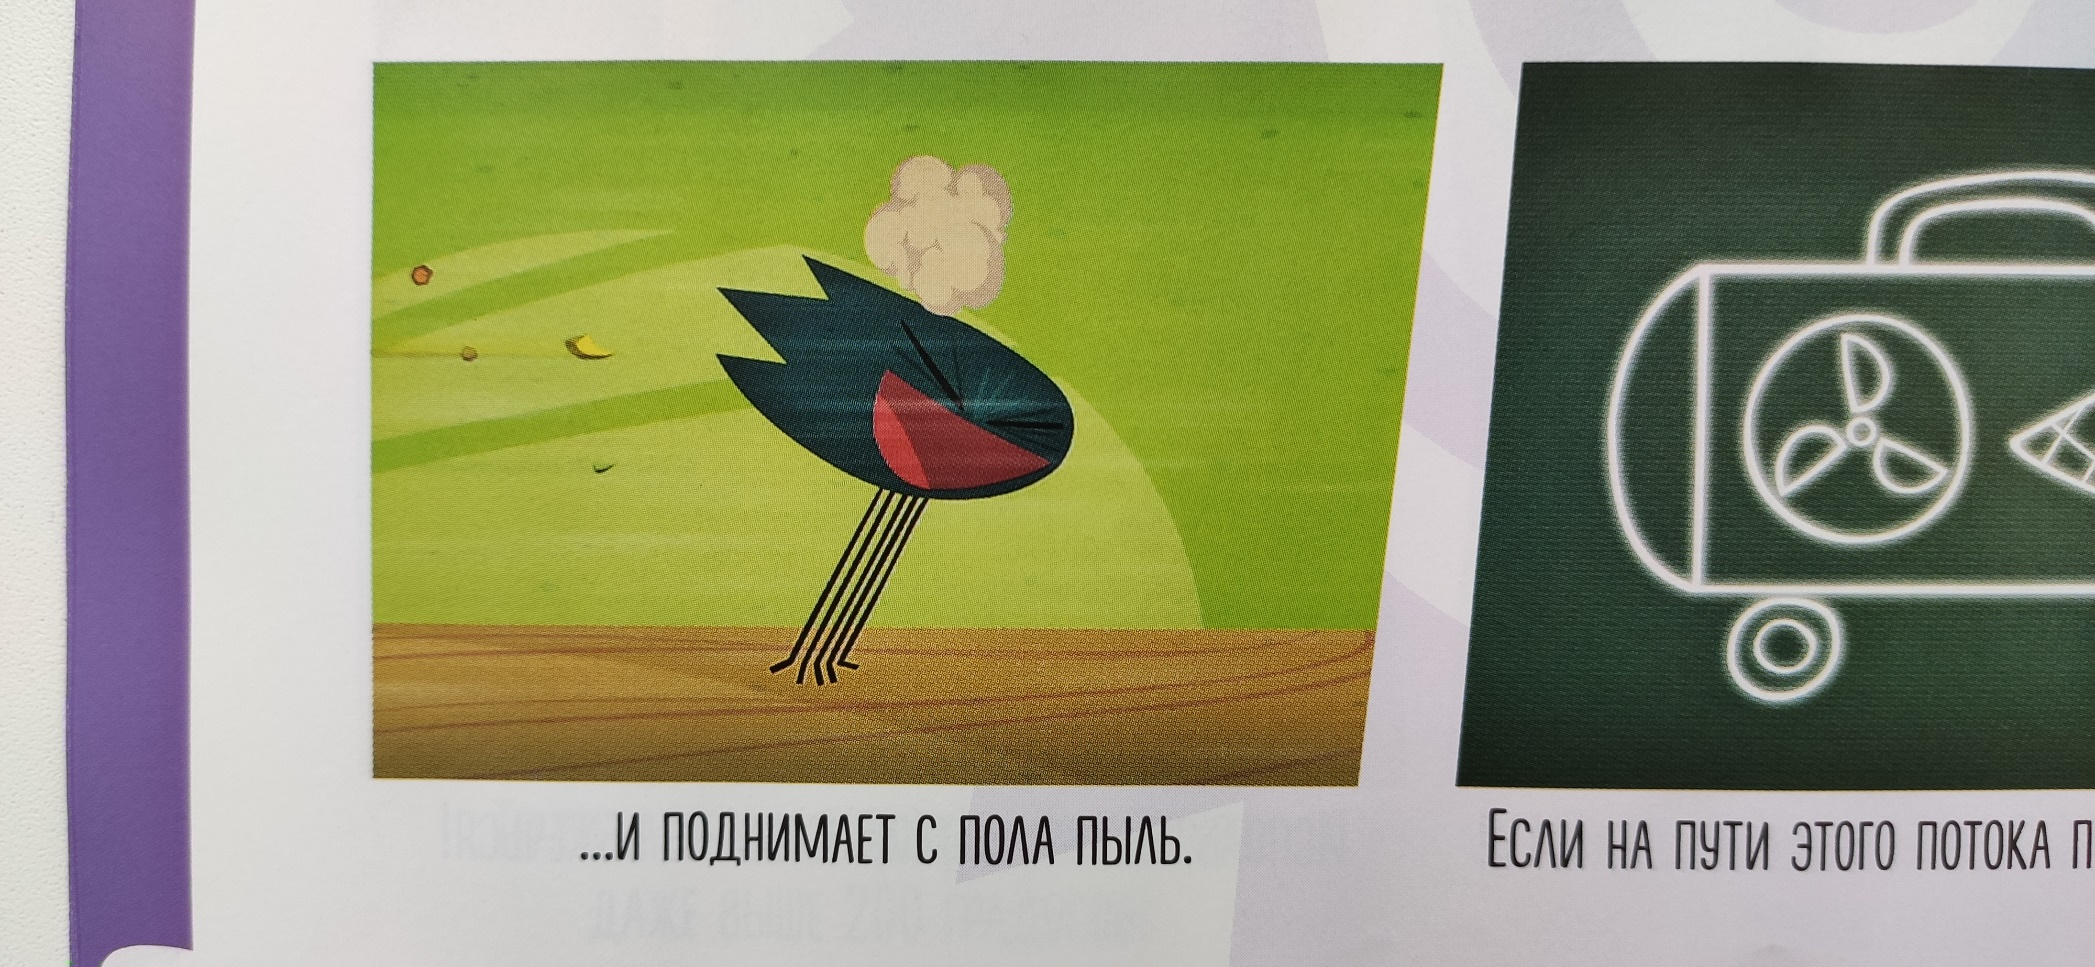 ...И ПОДНИМАЕТ С ПОЛА ПЫЛЬ.
ЕСЛИ НА ПУТИ ЭТОГО ПОТОКА